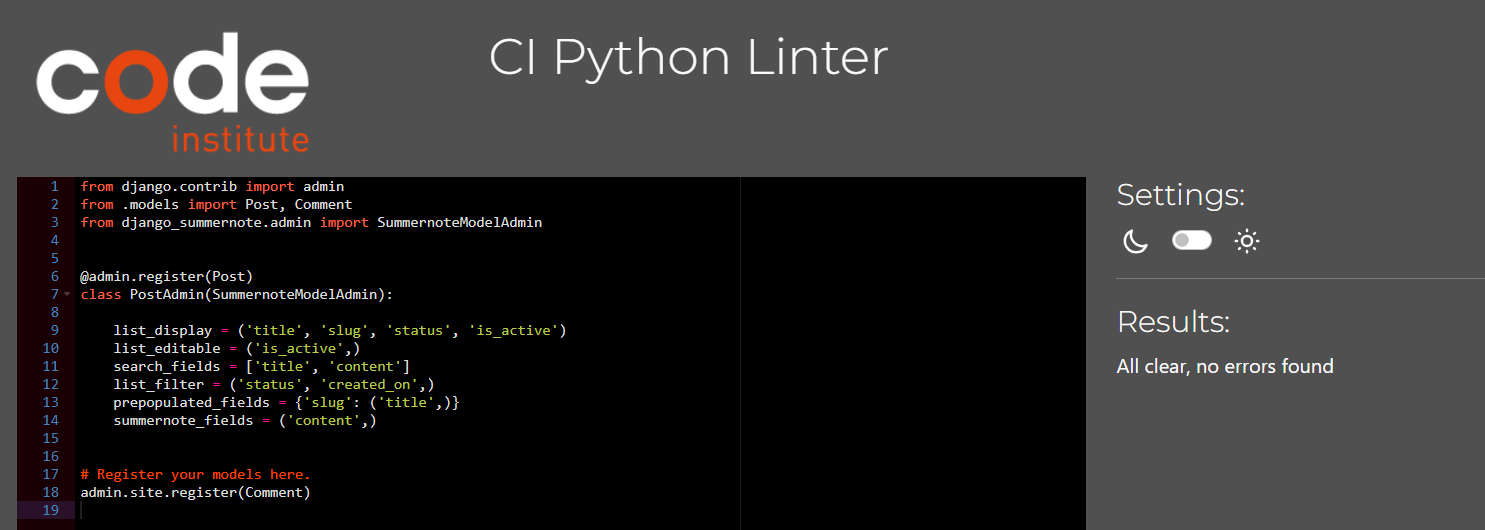 code
institute
CI Python Linter
1 from django.contrib import admin
2 from .models import Post, Comment
3 from django_summernote.admin import SummernoteModelAdmin
4
5
6 @admin.register(Post)
7 class PostAdmin(SummernoteModelAdmin):
8
9     list_display = ('title', 'slug', 'status', 'is_active')
10     list_editable = ('is_active',)
11     search_fields = ['title', 'content']
12     list_filter = ('status', 'created_on',)
13     prepopulated_fields = {'slug': ('title',)}
14     summernote_fields = ('content',)
15
16
17 # Register your models here.
18 admin.site.register(Comment)
19
Settings:
Results:
All clear, no errors found